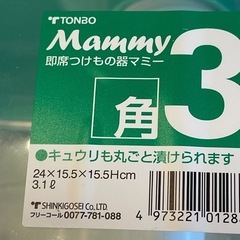 TONBO
Mammy 3
即席つけもの器マミー
角
●キュウリも丸ごと漬けられます
24×15.5×15.5Hcm
3.1ℓ
SHINKIGOSEI Co.,LTD
フリーコール 0077-781-088
4 973221 0128